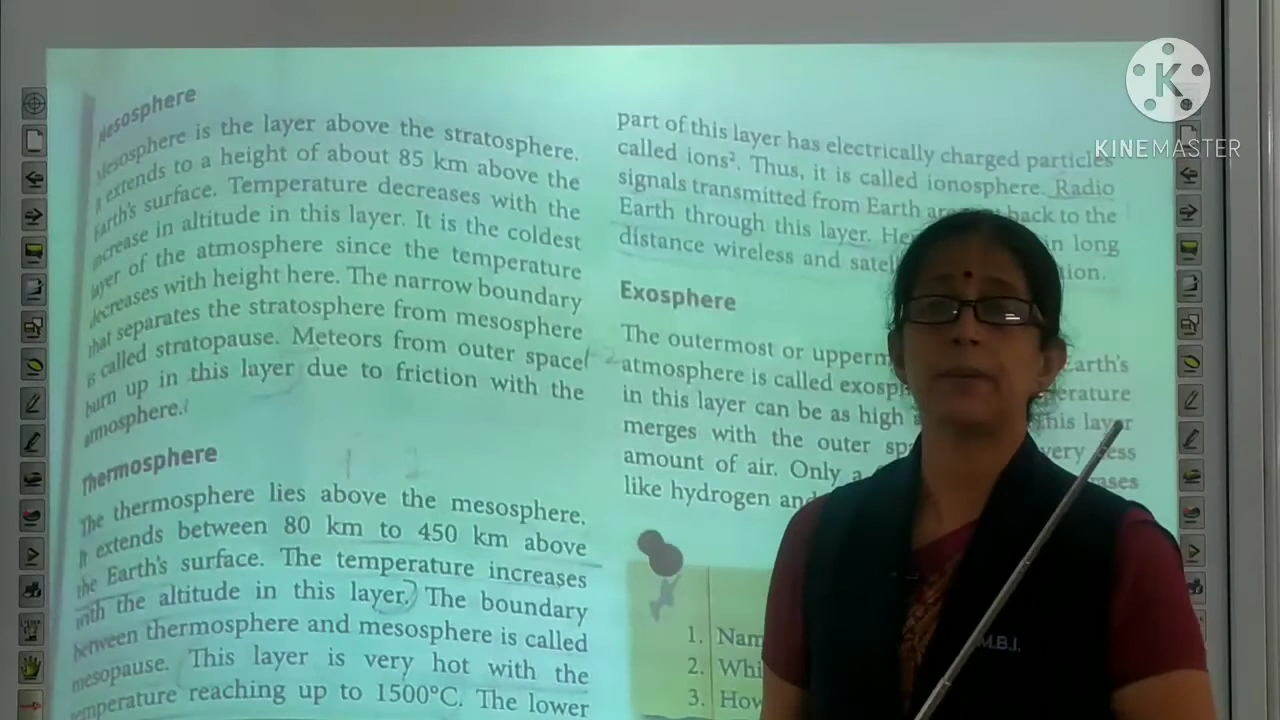 Mesosphere
Mesosphere is the layer above the stratosphere.
It extends to a height of about 85 km above the
Earth's surface. Temperature decreases with the
increase in altitude in this layer. It is the coldest
layer of the atmosphere since the temperature
decreases with height here. The narrow boundary
that separates the stratosphere from mesosphere
is called stratopause. Meteors from outer space
burn up in this layer due to friction with the
atmosphere.
Thermosphere
The thermosphere lies above the mesosphere.
It extends between 80 km to 450 km above
the Earth's surface. The temperature increases
with the altitude in this layer. The boundary
between thermosphere and mesosphere is called
mesopause. This layer is very hot with the
temperature reaching up to 1500°C. The lower
part of this layer has electrically charged particles
called ions². Thus, it is called ionosphere. Radio
signals transmitted from Earth back to the
Earth through this layer. in long
distance wireless and
Exosphere
The outermost or Earth's
atmosphere is called
in this layer can be as high This layer
merges with the outer very less
amount of air. Only a
like hydrogen and
1.
2.
3. How
M.B.I.
K
KINEMASTER